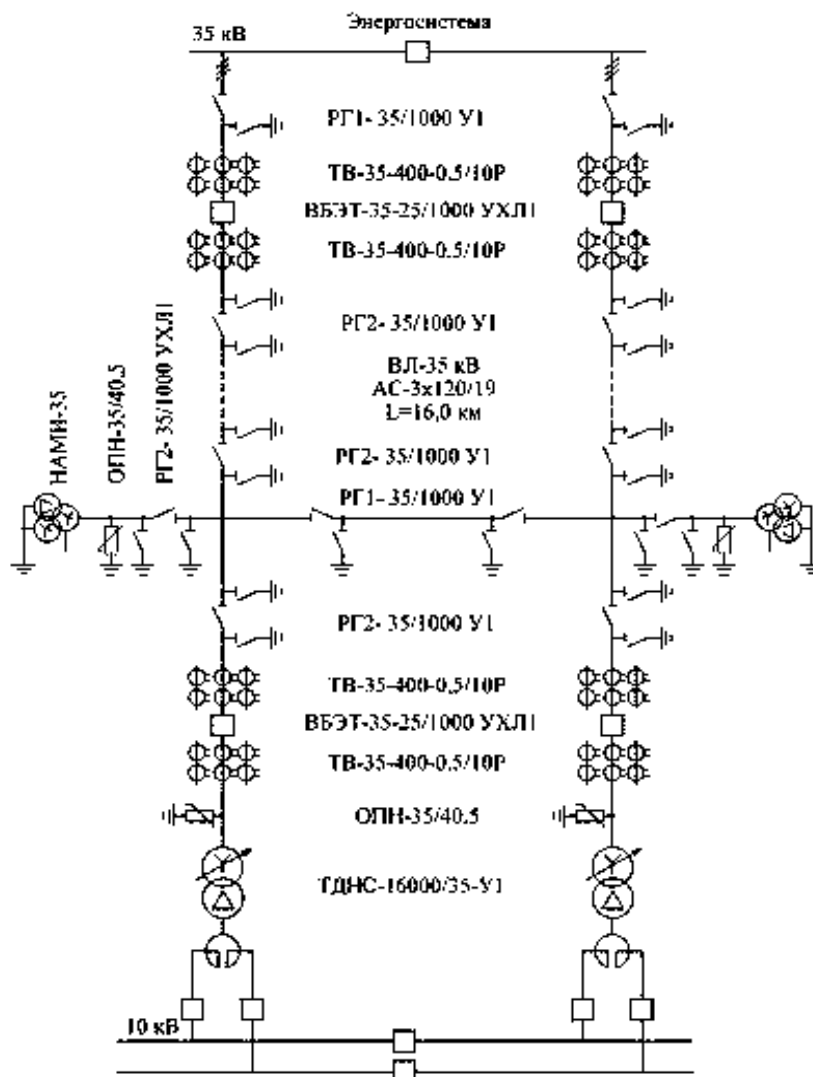 Энергосистема
35 кВ
РГ1- 35/1000 У1
ТВ-35-400-0.5/10Р
ВБЭТ-35-25/1000 УХЛ1
ТВ-35-400-0.5/10Р
РГ2- 35/1000 У1
ВЛ-35 кВ
АС-3х120/19
L=16,0 км
НАМИ-35
ОПН-35/40.5
РГ2- 35/1000 УХЛ1
РГ2- 35/1000 У1
РГ1- 35/1000 У1
РГ2- 35/1000 У1
ТВ-35-400-0.5/10Р
ВБЭТ-35-25/1000 УХЛ1
ТВ-35-400-0.5/10Р
ОПН-35/40.5
ТДНС-16000/35-У1
10 кВ